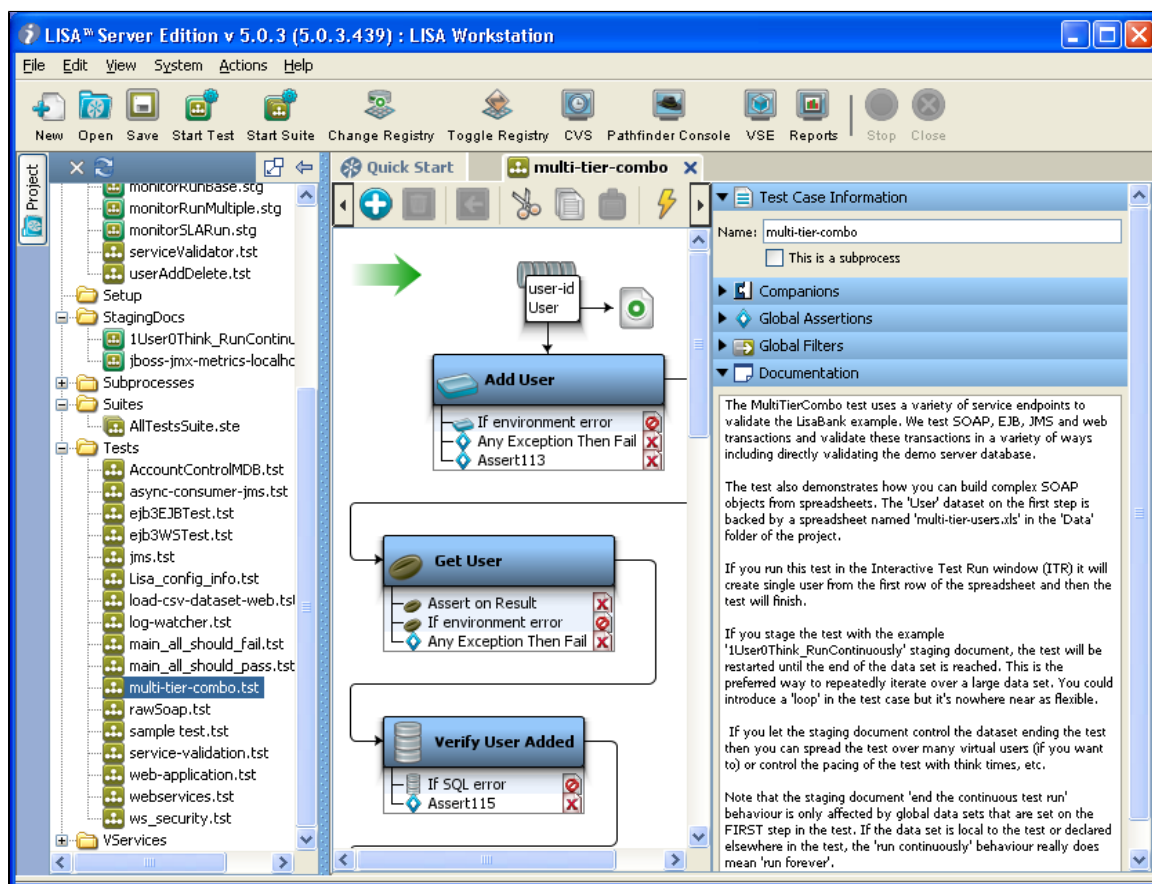 LISA™ Server Edition v 5.0.3 (5.0.3.439) : LISA Workstation
File Edit View System Actions Help
New Open Save Start Test Start Suite Change Registry Toggle Registry CVS Pathfinder Console VSE Reports Stop Close
Project
monitorRunBase.stg
monitorRunMultiple.stg
monitorSLARun.stg
serviceValidator.tst
userAddDelete.tst
Setup
StagingDocs
1User0Think_RunContinu
jboss-jmx-metrics-localho
Subprocesses
Suites
AllTestsSuite.ste
Tests
AccountControlMDB.tst
async-consumer-jms.tst
ejb3EJBTest.tst
ejb3WSTest.tst
jms.tst
Lisa_config_info.tst
load-csv-dataset-web.tst
log-watcher.tst
main_all_should_fail.tst
main_all_should_pass.tst
multi-tier-combo.tst
rawSoap.tst
sample test.tst
service-validation.tst
web-application.tst
webservices.tst
ws_security.tst
VServices
Quick Start multi-tier-combo
user-id
User
Add User
If environment error
Any Exception Then Fail
Assert113
Get User
Assert on Result
If environment error
Any Exception Then Fail
Verify User Added
If SQL error
Assert115
Test Case Information
Name: multi-tier-combo
This is a subprocess
Companions
Global Assertions
Global Filters
Documentation
The MultiTierCombo test uses a variety of service endpoints to
validate the LisaBank example. We test SOAP, EJB, JMS and web
transactions and validate these transactions in a variety of ways
including directly validating the demo server database.
The test also demonstrates how you can build complex SOAP
objects from spreadsheets. The 'User' dataset on the first step is
backed by a spreadsheet named 'multi-tier-users.xls' in the 'Data'
folder of the project.
If you run this test in the Interactive Test Run window (ITR) it will
create single user from the first row of the spreadsheet and then the
test will finish.
If you stage the test with the example
'1User0Think_RunContinuously' staging document, the test will be
restarted until the end of the data set is reached. This is the
preferred way to repeatedly iterate over a large data set. You could
introduce a 'loop' in the test case but it's nowhere near as flexible.
If you let the staging document control the dataset ending the test
then you can spread the test over many virtual users (if you want
to) or control the pacing of the test with think times, etc.
Note that the staging document 'end the continuous test run'
behaviour is only affected by global data sets that are set on the
FIRST step in the test. If the data set is local to the test or declared
elsewhere in the test, the 'run continuously' behaviour really does
mean 'run forever'.